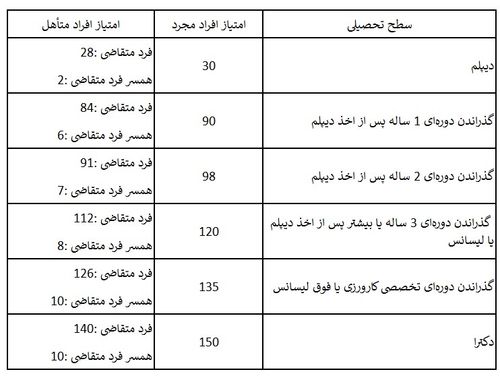 سطح تحصیلی	امتیاز افراد مجرد	امتیاز افراد متأهل
دیپلم	30	فرد متقاضی :28
همسر فرد متقاضی :2
گذراندن دوره‌ای 1 ساله پس از اخذ دیپلم	90	فرد متقاضی :84
همسر فرد متقاضی :6
گذراندن دوره‌ای 2 ساله پس از اخذ دیپلم	98	فرد متقاضی :91
همسر فرد متقاضی :7
گذراندن دوره‌ای 3 ساله یا بیشتر پس از اخذ دیپلم
یا لیسانس	120	فرد متقاضی :112
همسر فرد متقاضی :8
گذراندن دوره‌ای تخصصی کارورزی یا فوق لیسانس	135	فرد متقاضی :126
همسر فرد متقاضی :10
دکترا	150	فرد متقاضی :140
همسر فرد متقاضی :10